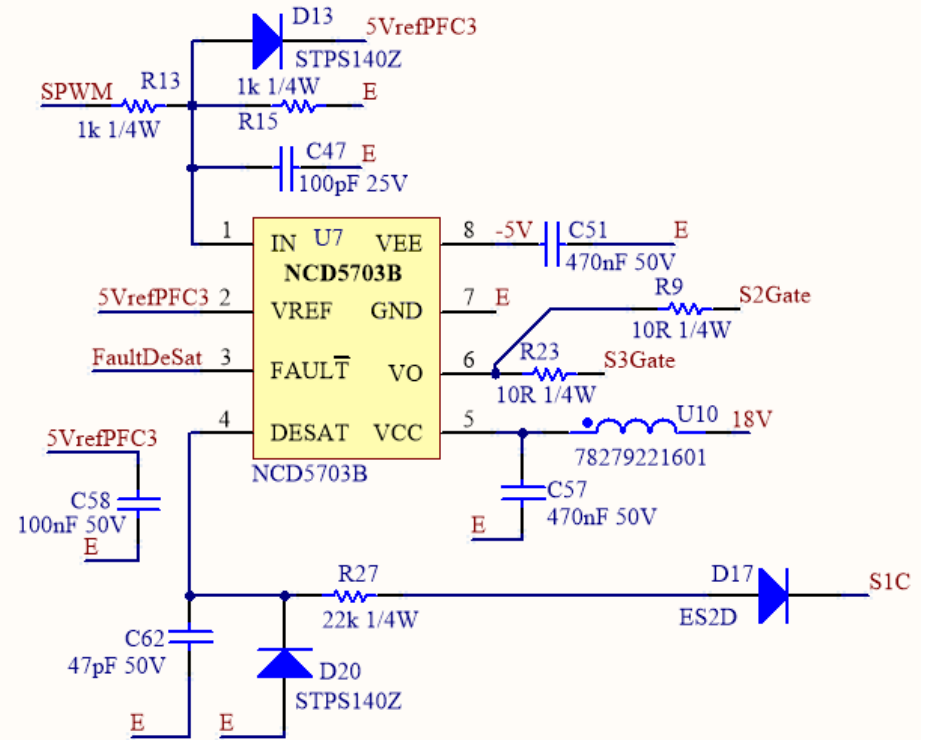 D13
5VrefPFC3
STPS140Z
SPWM
R13
1k 1/4W
1k 1/4W
R15
E
C47
E
100pF 25V
1
IN
U7
VEE
8
-5V
C51
E
470nF 50V
NCD5703B
5VrefPFC3
2
VREF
GND
7
E
R9
S2Gate
10R 1/4W
FaultDeSat
3
FAULT̅
VO
6
R23
S3Gate
10R 1/4W
4
DESAT
VCC
5
U10
18V
78279221601
NCD5703B
5VrefPFC3
C58
100nF 50V
E
C57
470nF 50V
E
R27
22k 1/4W
D17
ES2D
S1C
C62
47pF 50V
D20
STPS140Z
E
E